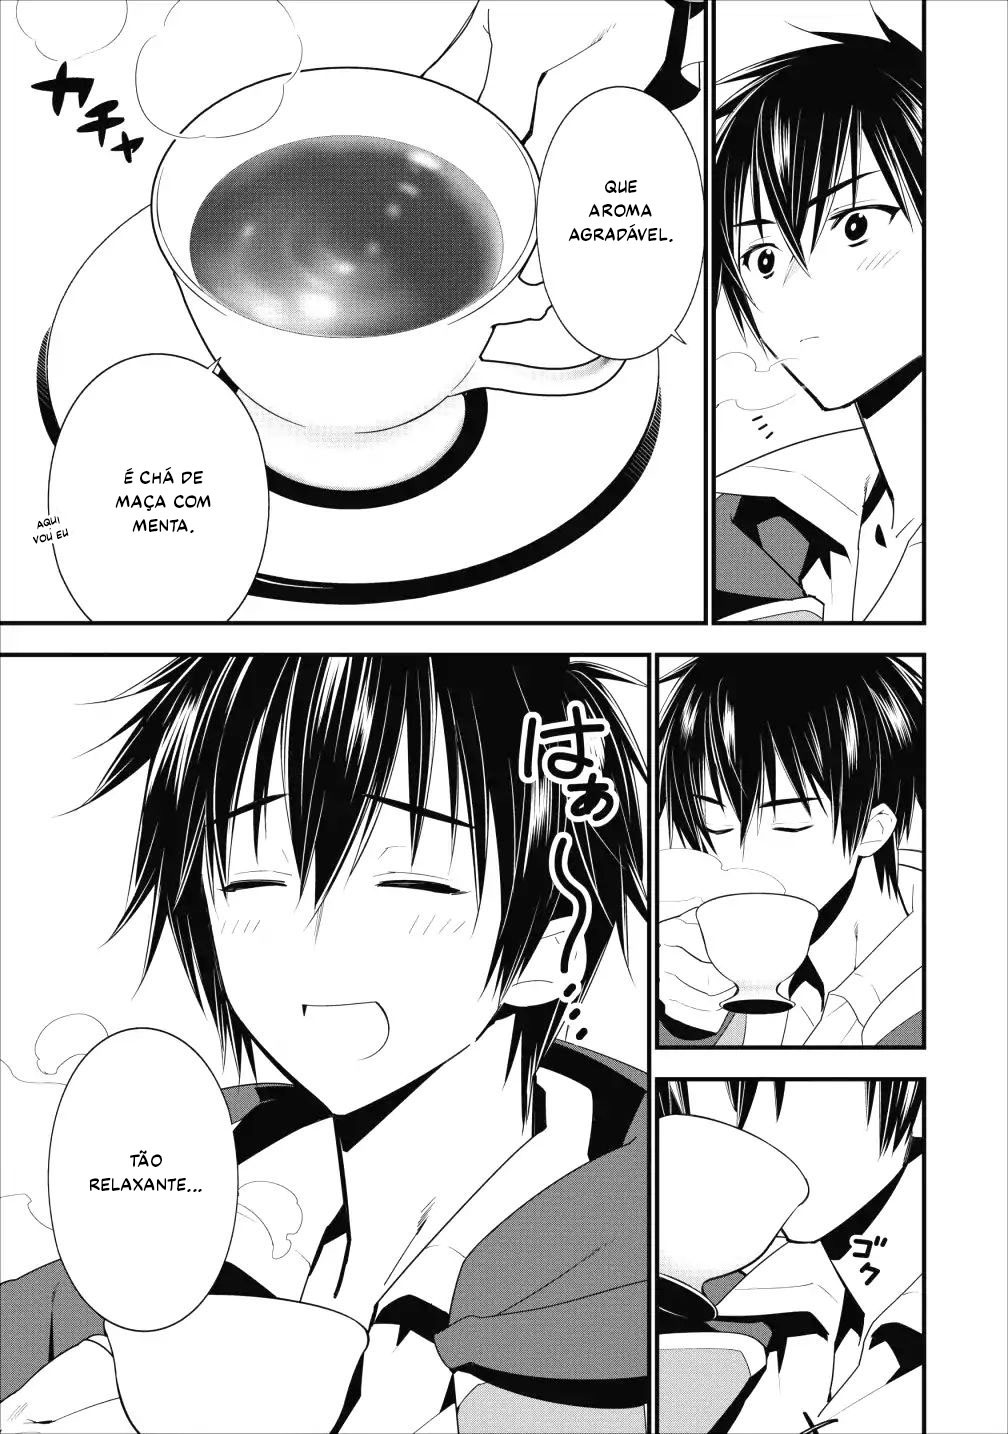 QUE
AROMA
AGRADÁVEL.
カチャ
É CHÁ DE
MAÇA COM
MENTA.
AQUI
VOU EU
ゴク
はぁ～…
TÃO
RELAXANTE...